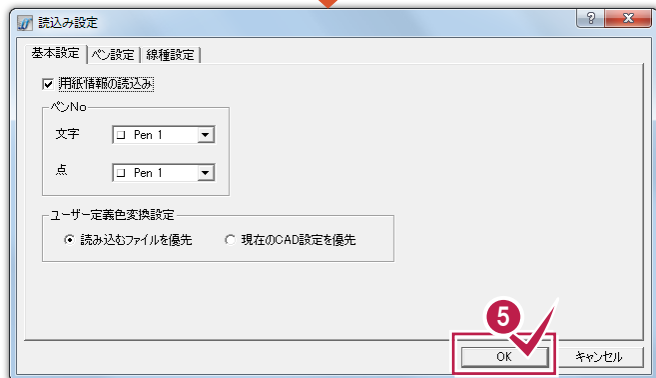 読込み設定
基本設定 ペン設定 線種設定
用紙情報の読込み
ペンNo
文字 Pen 1
点 Pen 1
ユーザー定義色変換設定
読み込むファイルを優先 現在のCAD設定を優先
5
OK キャンセル